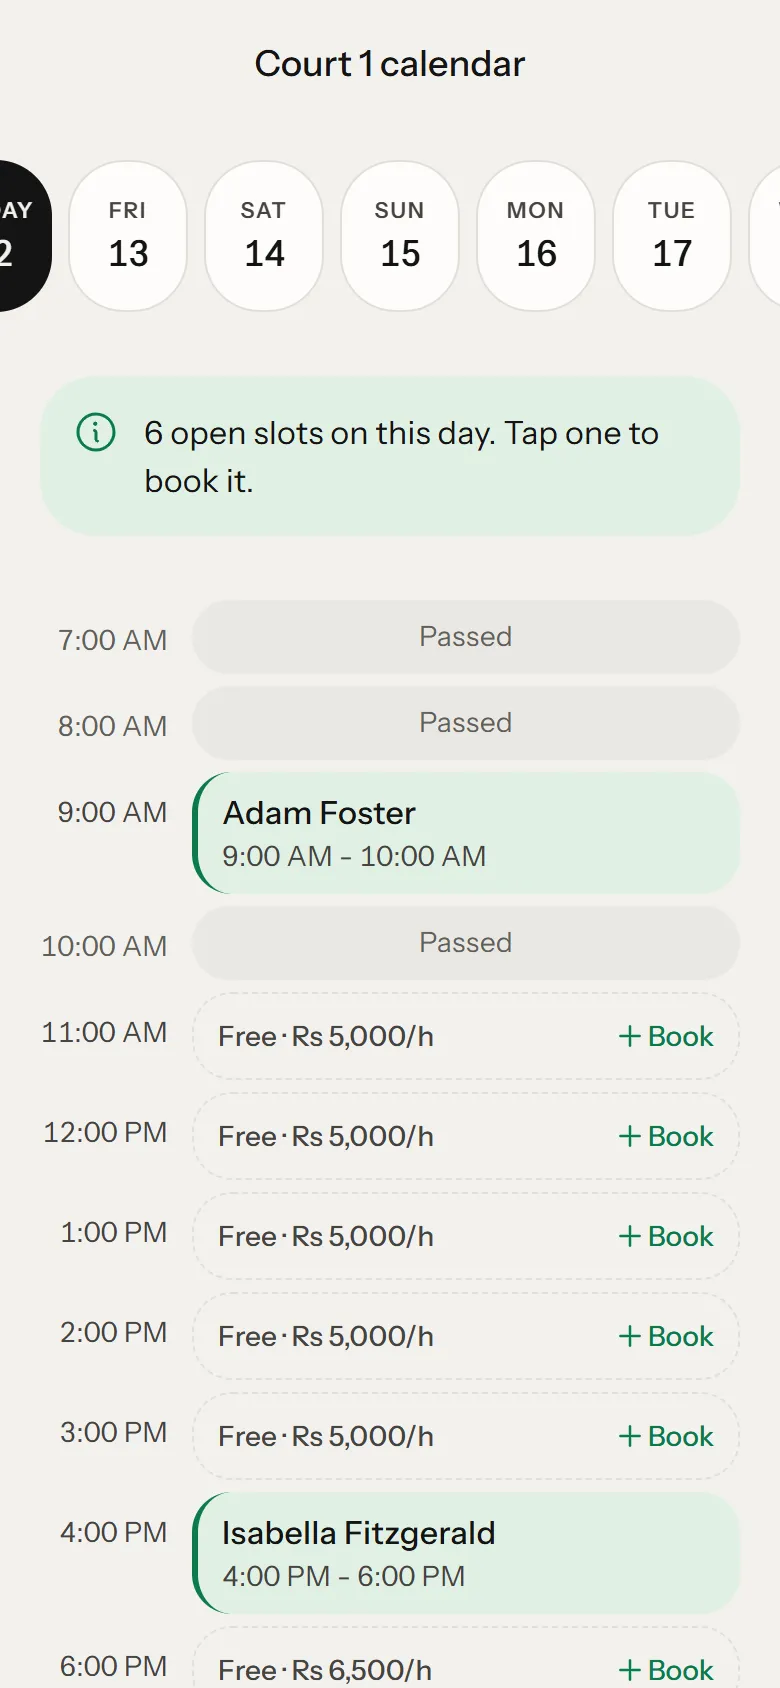 Court 1 calendar
FRI
13
SAT
14
SUN
15
MON
16
TUE
17
6 open slots on this day. Tap one to
book it.
7:00 AM Passed
8:00 AM Passed
9:00 AM Adam Foster
9:00 AM – 10:00 AM
10:00 AM Passed
11:00 AM Free · Rs 5,000/h + Book
12:00 PM Free · Rs 5,000/h + Book
1:00 PM Free · Rs 5,000/h + Book
2:00 PM Free · Rs 5,000/h + Book
3:00 PM Free · Rs 5,000/h + Book
4:00 PM Isabella Fitzgerald
4:00 PM – 6:00 PM
6:00 PM Free · Rs 6,500/h + Book